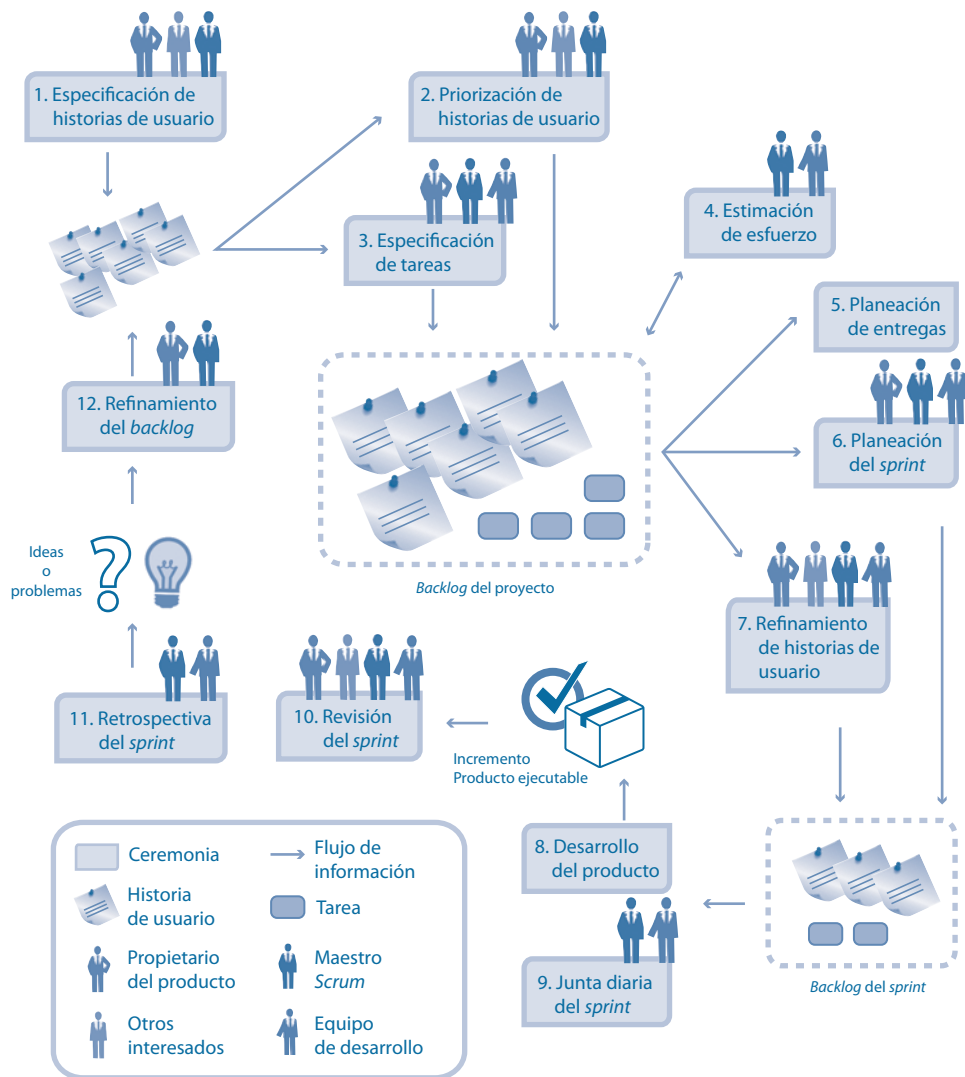 1. Especificación de
historias de usuario
2. Priorización de
historias de usuario
3. Especificación
de tareas
4. Estimación
de esfuerzo
5. Planeación
de entregas
6. Planeación
del sprint
12. Refinamiento
del backlog
Ideas
o
problemas
Backlog del proyecto
7. Refinamiento
de historias de
usuario
11. Retrospectiva
del sprint
10. Revisión
del sprint
Incremento
Producto ejecutable
8. Desarrollo
del producto
9. Junta diaria
del sprint
Backlog del sprint
Ceremonia
Flujo de
información
Historia
de usuario
Tarea
Propietario
del producto
Maestro
Scrum
Otros
interesados
Equipo
de desarrollo